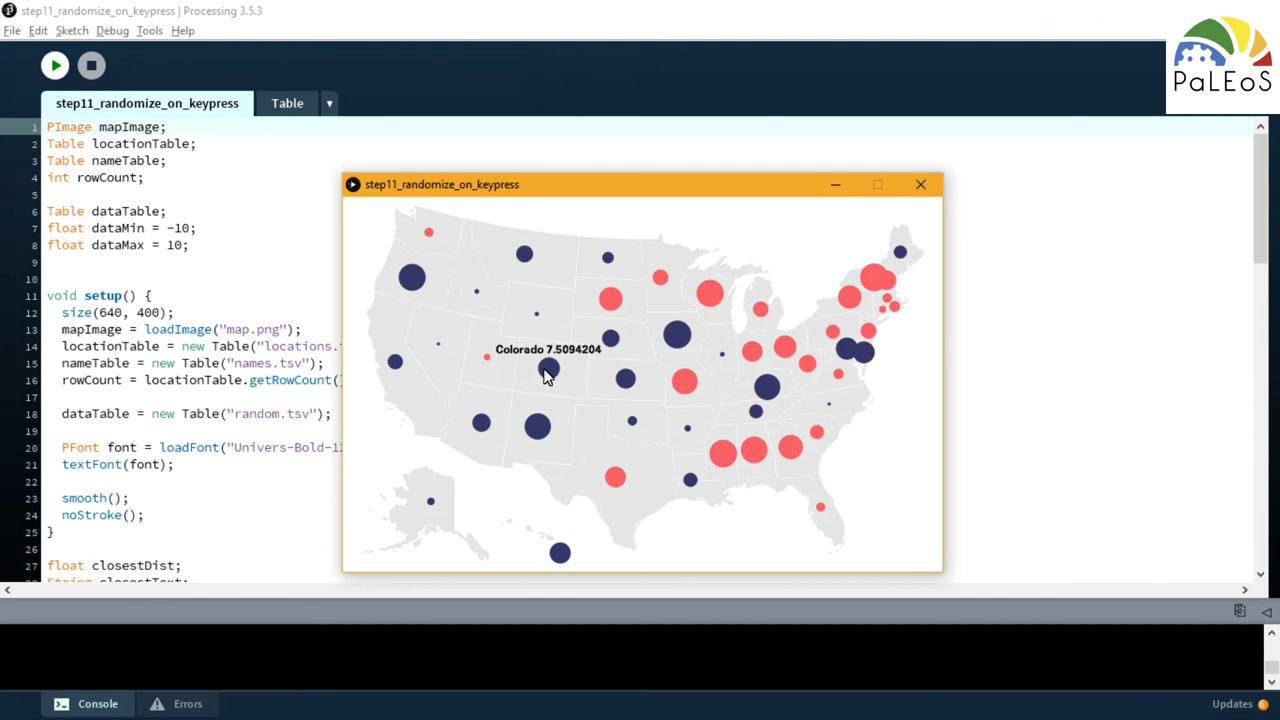 step11_randomize_on_keypress | Processing 3.5.3
File Edit Sketch Debug Tools Help
PaLEoS
step11_randomize_on_keypress Table
1 PImage mapImage;
2 Table locationTable;
3 Table nameTable;
4 int rowCount;
5
6 Table dataTable;
7 float dataMin = -10;
8 float dataMax = 10;
9
10
11 void setup() {
12 size(640, 400);
13 mapImage = loadImage("map.png");
14 locationTable = new Table("locations.t
15 nameTable = new Table("names.tsv");
16 rowCount = locationTable.getRowCount()
17
18 dataTable = new Table("random.tsv");
19
20 PFont font = loadFont("Univers-Bold-12
21 textFont(font);
22
23 smooth();
24 noStroke();
25 }
26
27 float closestDist;
28 String closestText;
step11_randomize_on_keypress
Colorado 7.5094204
Console Errors Updates 6